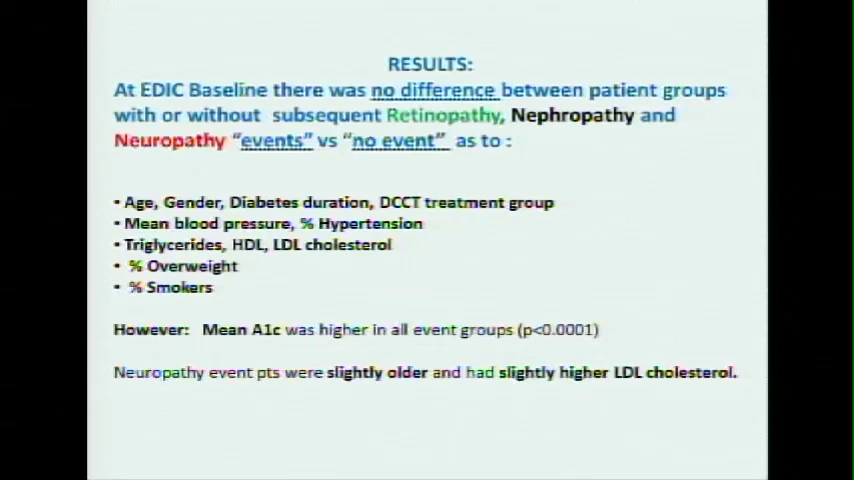 RESULTS:
At EDIC Baseline there was no difference between patient groups
with or without subsequent Retinopathy, Nephropathy and
Neuropathy “events” vs “no event” as to :
• Age, Gender, Diabetes duration, DCCT treatment group
• Mean blood pressure, % Hypertension
• Triglycerides, HDL, LDL cholesterol
• % Overweight
• % Smokers
However: Mean A1c was higher in all event groups (p<0.0001)
Neuropathy event pts were slightly older and had slightly higher LDL cholesterol.